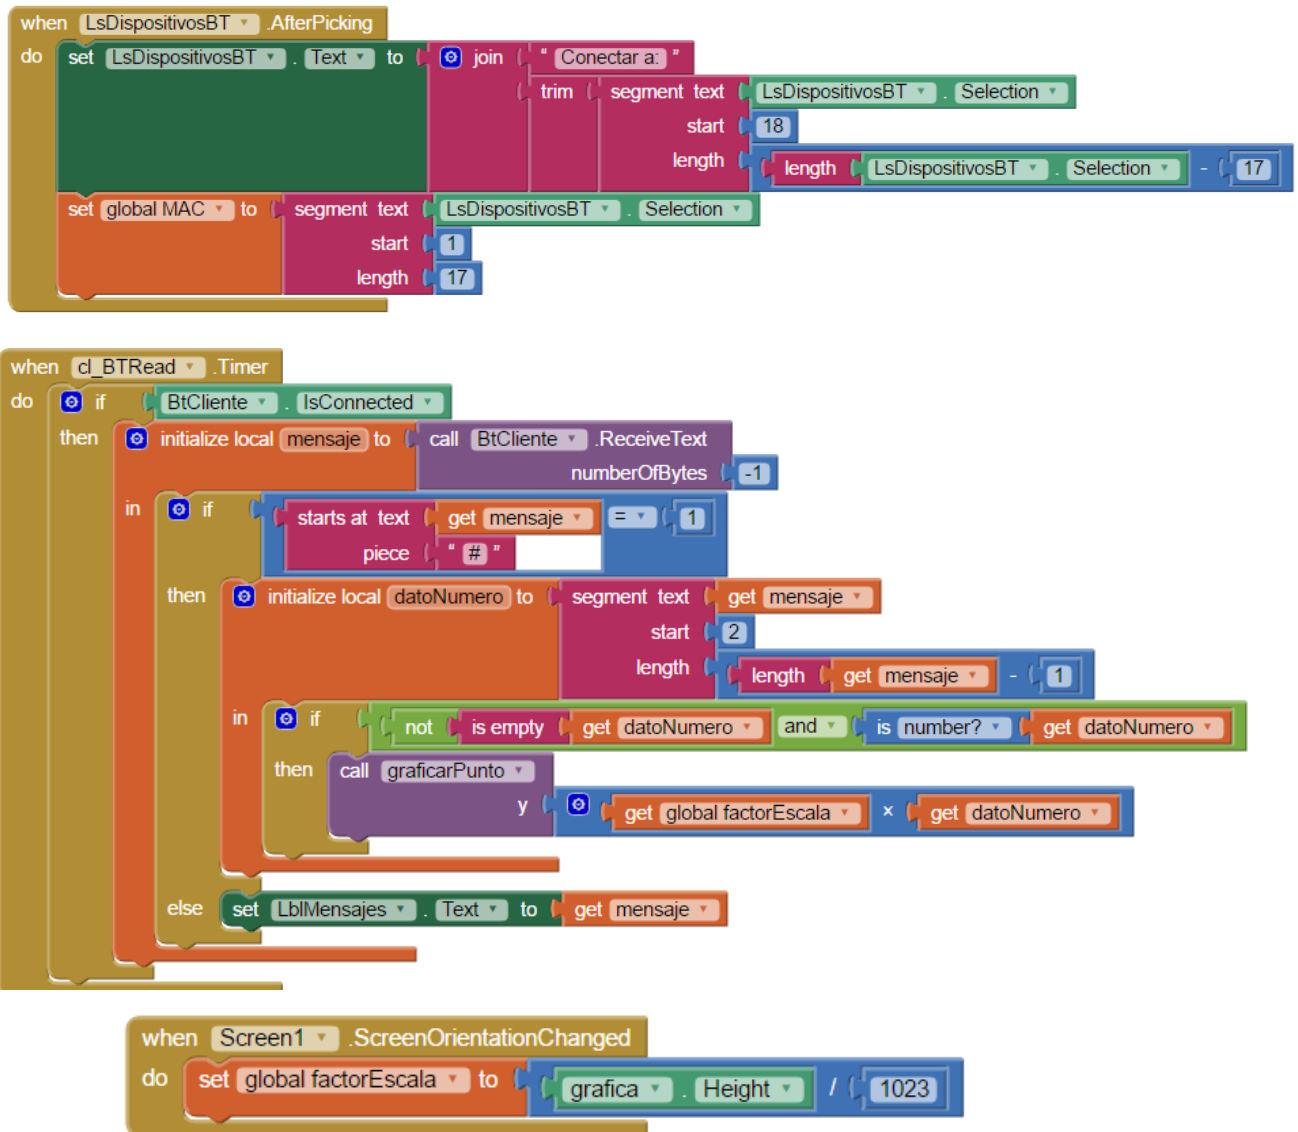 when LsDispositivosBT .AfterPicking
do set LsDispositivosBT . Text to join " Conectar a: "
trim segment text LsDispositivosBT . Selection
start 18
length length LsDispositivosBT . Selection - 17
set global MAC to segment text LsDispositivosBT . Selection
start 1
length 17
when cl_BTRead .Timer
do if BtCliente . IsConnected
then initialize local mensaje to call BtCliente .ReceiveText
numberOfBytes -1
in if starts at text get mensaje = 1
piece " # "
then initialize local datoNumero to segment text get mensaje
start 2
length length get mensaje - 1
in if not is empty get datoNumero and is number? get datoNumero
then call graficarPunto
y get global factorEscala × get datoNumero
else set LblMensajes . Text to get mensaje
when Screen1 .ScreenOrientationChanged
do set global factorEscala to grafica . Height / 1023